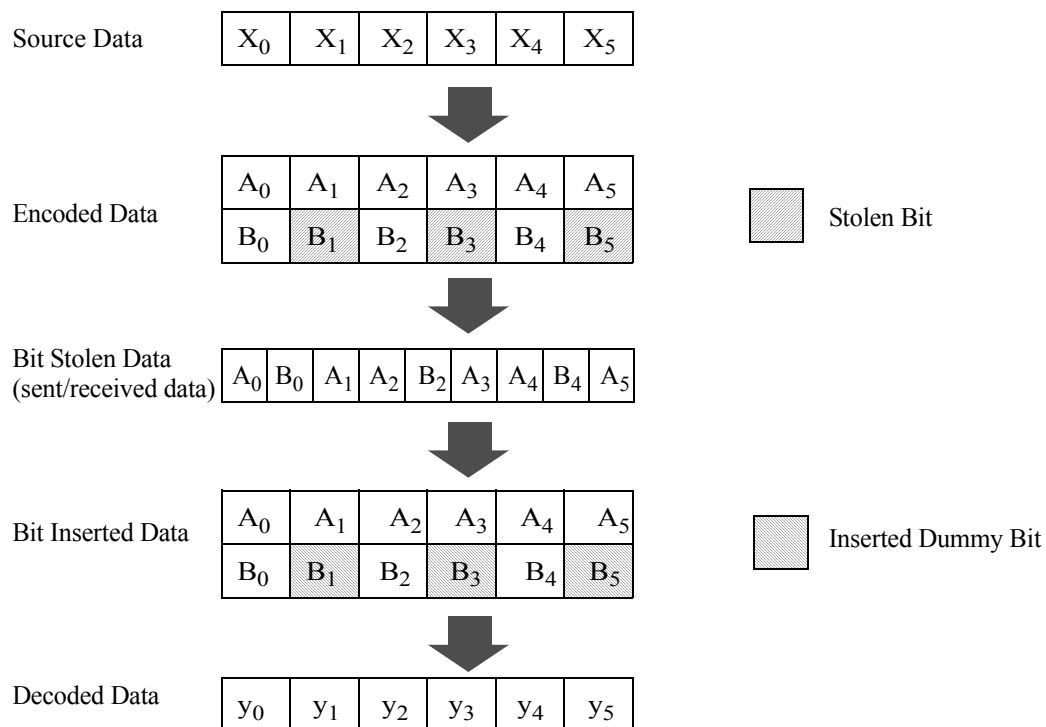 Source Data X₀ X₁ X₂ X₃ X₄ X₅
Encoded Data
A₀ A₁ A₂ A₃ A₄ A₅
B₀ B₁ B₂ B₃ B₄ B₅
Stolen Bit
Bit Stolen Data
(sent/received data)
A₀ B₀ A₁ A₂ B₂ A₃ A₄ B₄ A₅
Bit Inserted Data
A₀ A₁ A₂ A₃ A₄ A₅
B₀ B₁ B₂ B₃ B₄ B₅
Inserted Dummy Bit
Decoded Data y₀ y₁ y₂ y₃ y₄ y₅